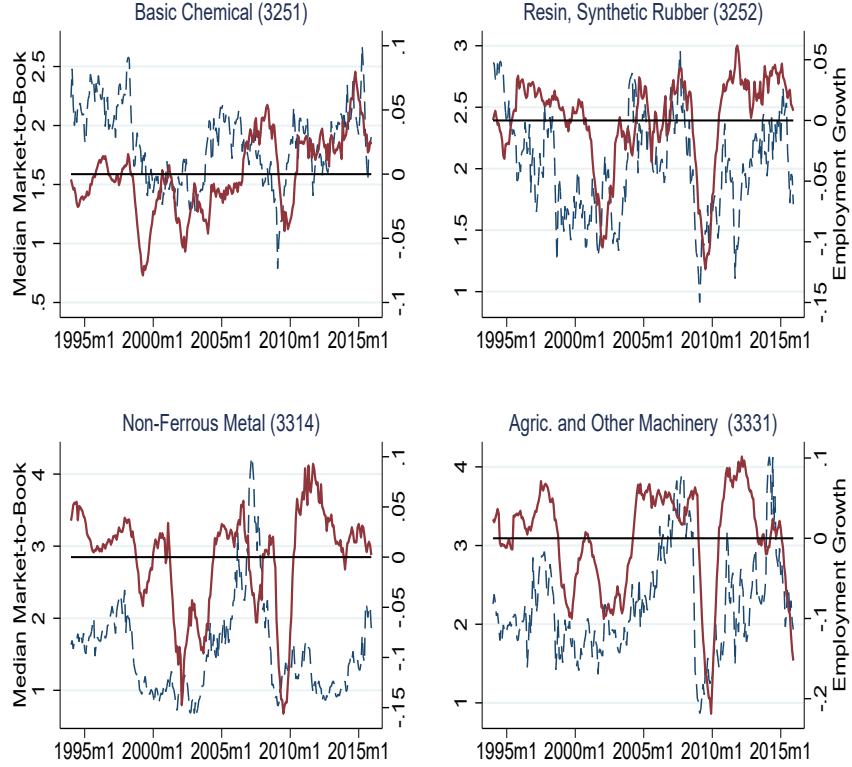 Basic Chemical (3251)
Median Market-to-Book
.5 1 1.5 2 2.5
-.1 -.05 0 .05 .1
1995m1 2000m1 2005m1 2010m1 2015m1
Resin, Synthetic Rubber (3252)
1 1.5 2 2.5 3
-.15 -.1 -.05 0 .05
Employment Growth
1995m1 2000m1 2005m1 2010m1 2015m1
Non-Ferrous Metal (3314)
Median Market-to-Book
1 2 3 4
-.15 -.1 -.05 0 .05 .1
1995m1 2000m1 2005m1 2010m1 2015m1
Agric. and Other Machinery (3331)
1 2 3 4
-.2 -.1 0 .1
Employment Growth
1995m1 2000m1 2005m1 2010m1 2015m1